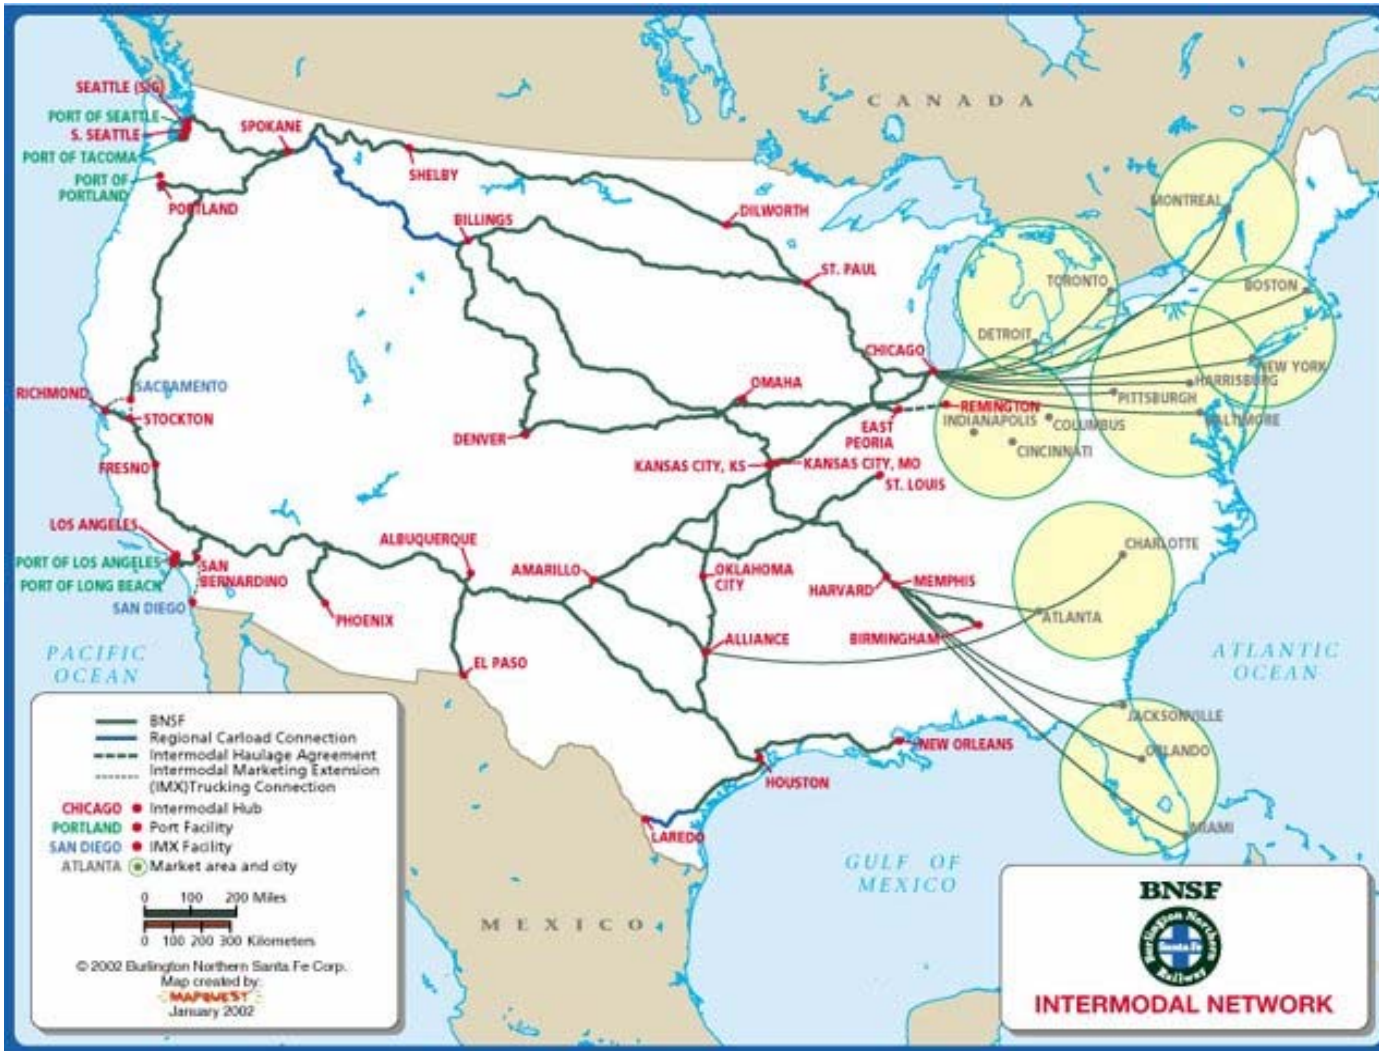 CANADA
SEATTLE (SIG)
PORT OF SEATTLE
S. SEATTLE
PORT OF TACOMA
PORT OF
PORTLAND
PORTLAND
SPOKANE
SHELBY
BILLINGS
DILWORTH
ST. PAUL
MONTREAL
TORONTO
BOSTON
DETROIT
CHICAGO
NEW YORK
HARRISBURG
PITTSBURGH
BALTIMORE
RICHMOND
SACRAMENTO
STOCKTON
OMAHA
REMINGTON
EAST
PEORIA
INDIANAPOLIS
COLUMBUS
CINCINNATI
DENVER
KANSAS CITY, KS
KANSAS CITY, MO
ST. LOUIS
FRESNO
LOS ANGELES
PORT OF LOS ANGELES
PORT OF LONG BEACH
SAN
BERNARDINO
SAN DIEGO
PHOENIX
ALBUQUERQUE
AMARILLO
OKLAHOMA
CITY
HARVARD
MEMPHIS
CHARLOTTE
ATLANTA
BIRMINGHAM
ALLIANCE
EL PASO
PACIFIC
OCEAN
ATLANTIC
OCEAN
JACKSONVILLE
ORLANDO
MIAMI
NEW ORLEANS
HOUSTON
LAREDO
GULF OF
MEXICO
MEXICO
BNSF
Regional Carload Connection
Intermodal Haulage Agreement
Intermodal Marketing Extension
(IMX)Trucking Connection
CHICAGO Intermodal Hub
PORTLAND Port Facility
SAN DIEGO IMX Facility
ATLANTA Market area and city
0 100 200 Miles
0 100 200 300 Kilometers
© 2002 Burlington Northern Santa Fe Corp.
Map created by:
MAPQUEST
January 2002
BNSF
Burlington Northern
Santa Fe
Railway
INTERMODAL NETWORK